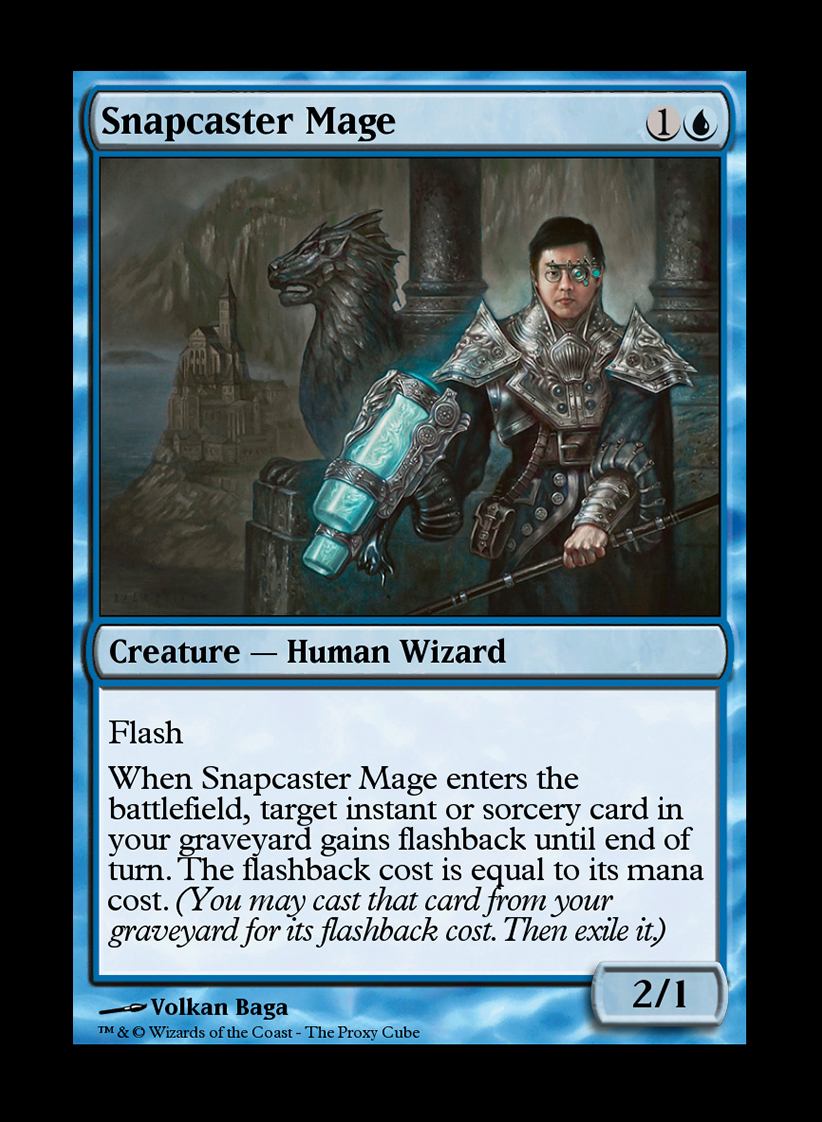 Snapcaster Mage 1
Creature — Human Wizard
Flash
When Snapcaster Mage enters the
battlefield, target instant or sorcery card in
your graveyard gains flashback until end of
turn. The flashback cost is equal to its mana
cost. (You may cast that card from your
graveyard for its flashback cost. Then exile it.)
2/1
Volkan Baga
™ & © Wizards of the Coast - The Proxy Cube